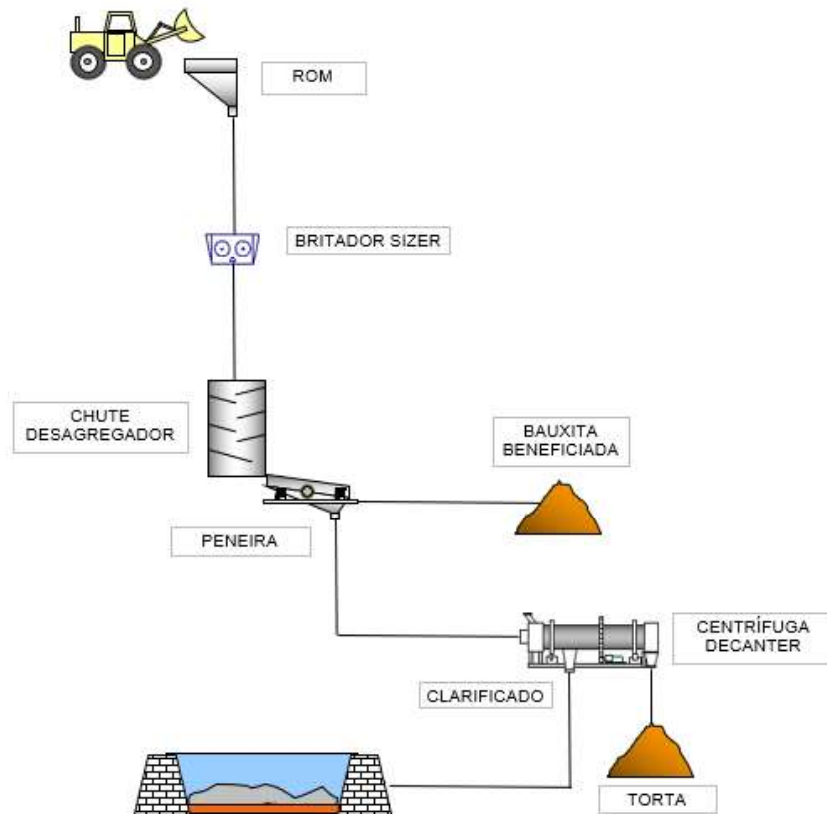 ROM
BRITADOR SIZER
CHUTE
DESAGREGADOR
BAUXITA
BENEFICIADA
PENEIRA
CENTRÍFUGA
DECANTER
CLARIFICADO
TORTA